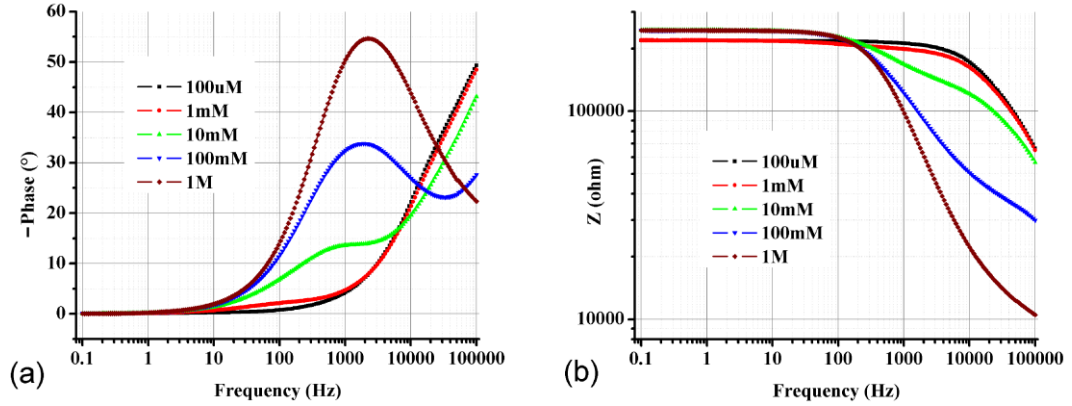 60
50
40
30
20
10
0
−Phase (°)
100uM
1mM
10mM
100mM
1M
0.1 1 10 100 1000 10000 100000
Frequency (Hz)
(a)
100000
10000
Z (ohm)
100uM
1mM
10mM
100mM
1M
0.1 1 10 100 1000 10000 100000
Frequency (Hz)
(b)